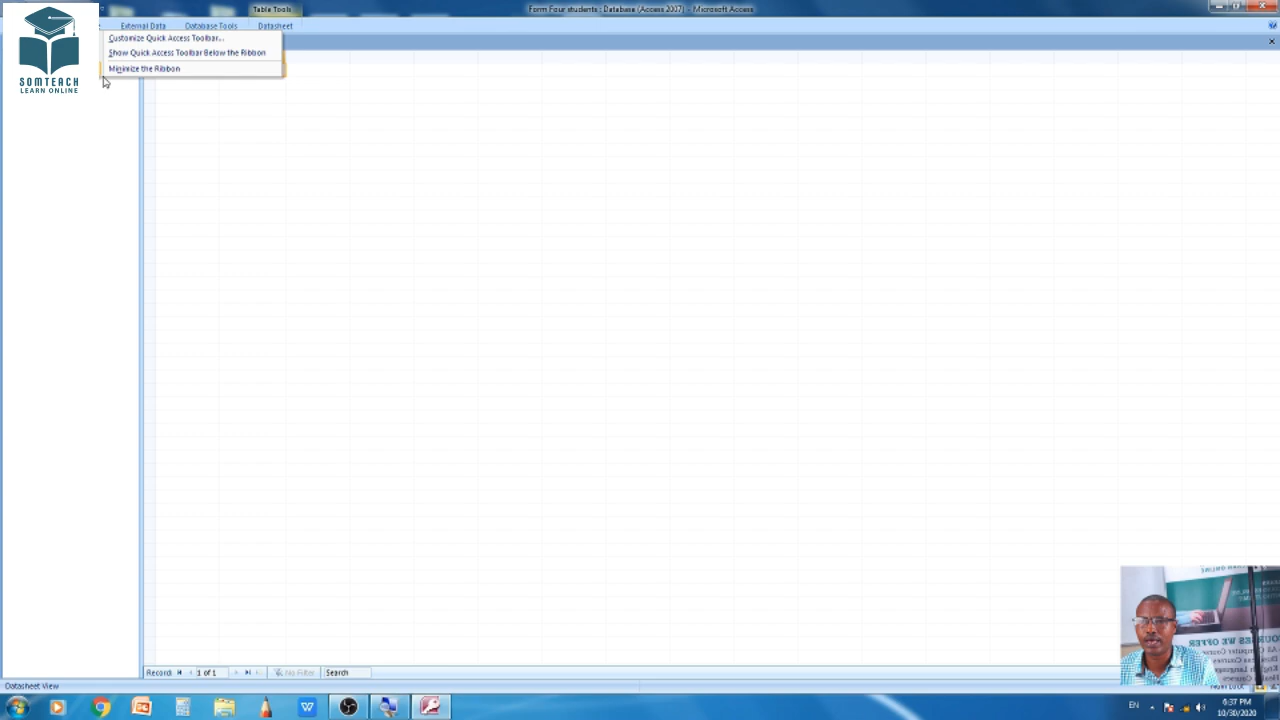 Table Tools
Form Four students : Database (Access 2007) - Microsoft Access
External Data
Database Tools
Datasheet
Customize Quick Access Toolbar...
Show Quick Access Toolbar Below the Ribbon
Minimize the Ribbon
SOMTEACH
LEARN ONLINE
Record:
1 of 1
No Filter
Search
Datasheet View
Num Lock
EN
6:37 PM
10/30/2020